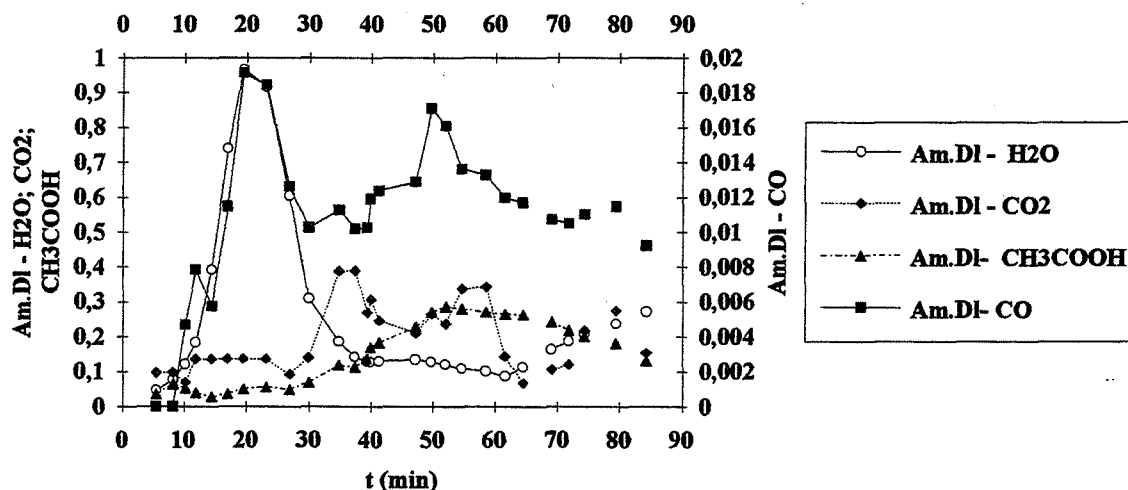 0 10 20 30 40 50 60 70 80 90
1
0,9
0,8
0,7
0,6
0,5
0,4
0,3
0,2
0,1
0
Am.Dl - H2O; CO2;
CH3COOH
0,02
0,018
0,016
0,014
0,012
0,01
0,008
0,006
0,004
0,002
0
Am.Dl - CO
0 10 20 30 40 50 60 70 80 90
t (min)
Am.Dl - H2O
Am.Dl - CO2
Am.Dl- CH3COOH
Am.Dl- CO